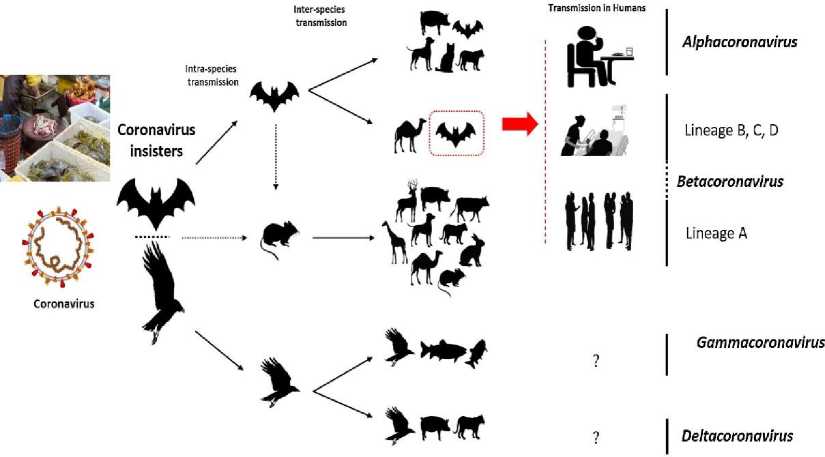 Inter-species
transmission
Transmission in Humans
Alphacoronavirus
Intra-species
transmission
Coronavirus
insisters
Lineage B, C, D
Betacoronavirus
Lineage A
Coronavirus
Gammacoronavirus
?
Deltacoronavirus
?